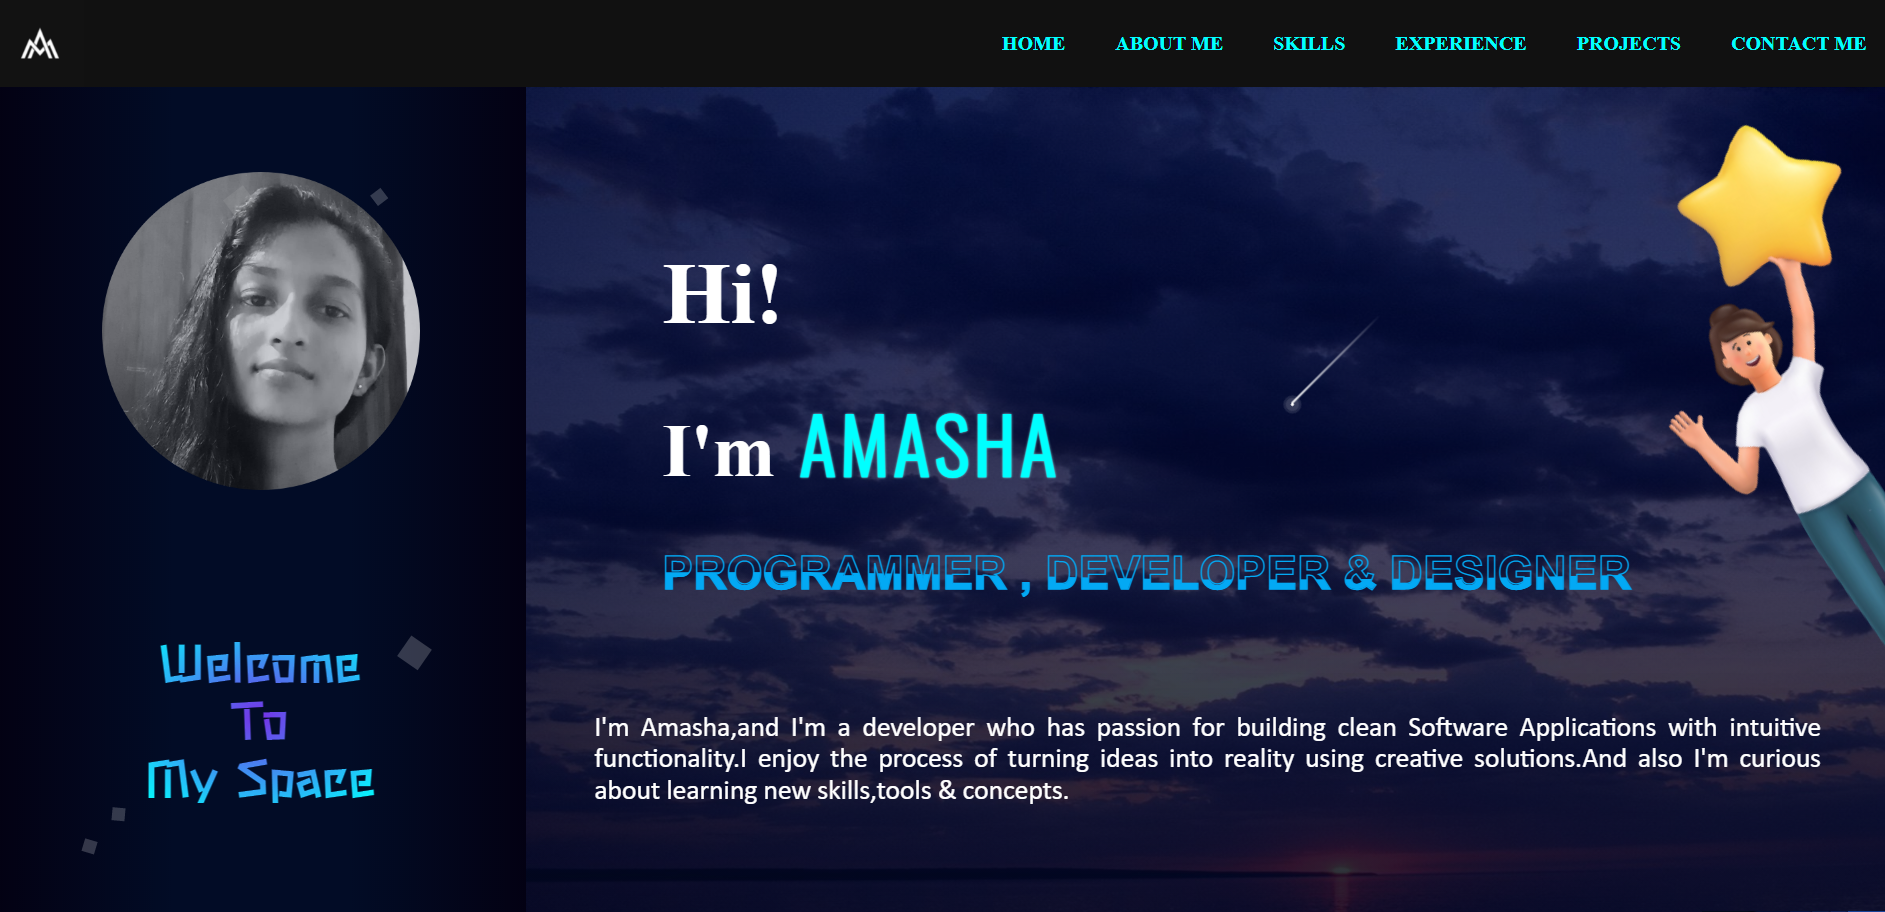 HOME ABOUT ME SKILLS EXPERIENCE PROJECTS CONTACT ME
Welcome
To
My Space
Hi!
I'm AMASHA
PROGRAMMER , DEVELOPER & DESIGNER
I'm Amasha,and I'm a developer who has passion for building clean Software Applications with intuitive
functionality.I enjoy the process of turning ideas into reality using creative solutions.And also I'm curious
about learning new skills,tools & concepts.